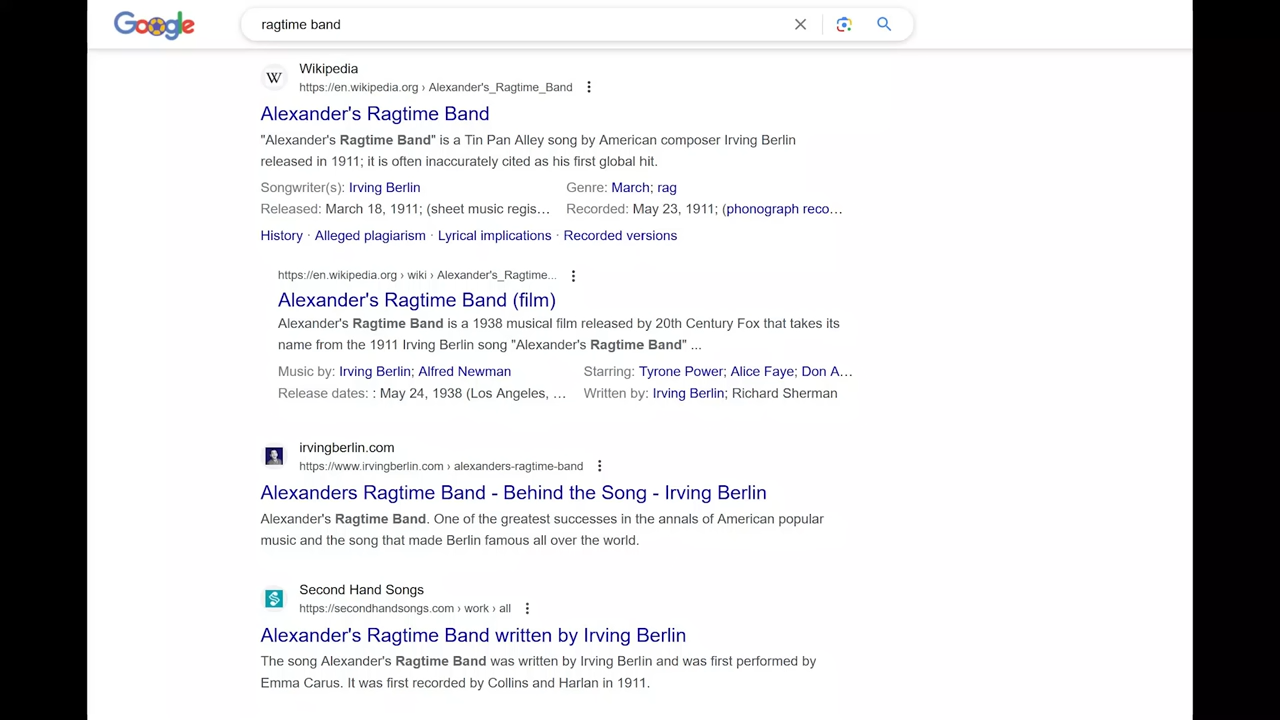 Google
ragtime band
Wikipedia
https://en.wikipedia.org › Alexander's_Ragtime_Band
Alexander's Ragtime Band
"Alexander's Ragtime Band" is a Tin Pan Alley song by American composer Irving Berlin
released in 1911; it is often inaccurately cited as his first global hit.
Songwriter(s): Irving Berlin Genre: March; rag
Released: March 18, 1911; (sheet music regis... Recorded: May 23, 1911; (phonograph reco...
History · Alleged plagiarism · Lyrical implications · Recorded versions
https://en.wikipedia.org › wiki › Alexander's_Ragtime...
Alexander's Ragtime Band (film)
Alexander's Ragtime Band is a 1938 musical film released by 20th Century Fox that takes its
name from the 1911 Irving Berlin song "Alexander's Ragtime Band" ...
Music by: Irving Berlin; Alfred Newman Starring: Tyrone Power; Alice Faye; Don A...
Release dates: : May 24, 1938 (Los Angeles, ... Written by: Irving Berlin; Richard Sherman
irvingberlin.com
https://www.irvingberlin.com › alexanders-ragtime-band
Alexanders Ragtime Band - Behind the Song - Irving Berlin
Alexander's Ragtime Band. One of the greatest successes in the annals of American popular
music and the song that made Berlin famous all over the world.
Second Hand Songs
https://secondhandsongs.com › work › all
Alexander's Ragtime Band written by Irving Berlin
The song Alexander's Ragtime Band was written by Irving Berlin and was first performed by
Emma Carus. It was first recorded by Collins and Harlan in 1911.